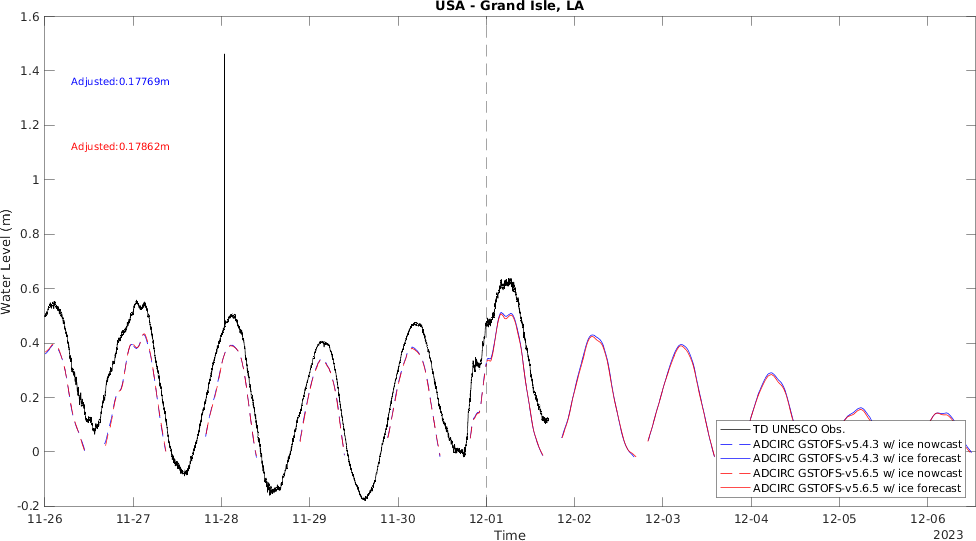 USA - Grand Isle, LA
1.6
1.4
1.2
1
0.8
0.6
0.4
0.2
0
-0.2
Water Level (m)
Adjusted:0.17769m
Adjusted:0.17862m
TD UNESCO Obs.
ADCIRC GSTOFS-v5.4.3 w/ ice nowcast
ADCIRC GSTOFS-v5.4.3 w/ ice forecast
ADCIRC GSTOFS-v5.6.5 w/ ice nowcast
ADCIRC GSTOFS-v5.6.5 w/ ice forecast
11-26 11-27 11-28 11-29 11-30 12-01 12-02 12-03 12-04 12-05 12-06
Time
2023